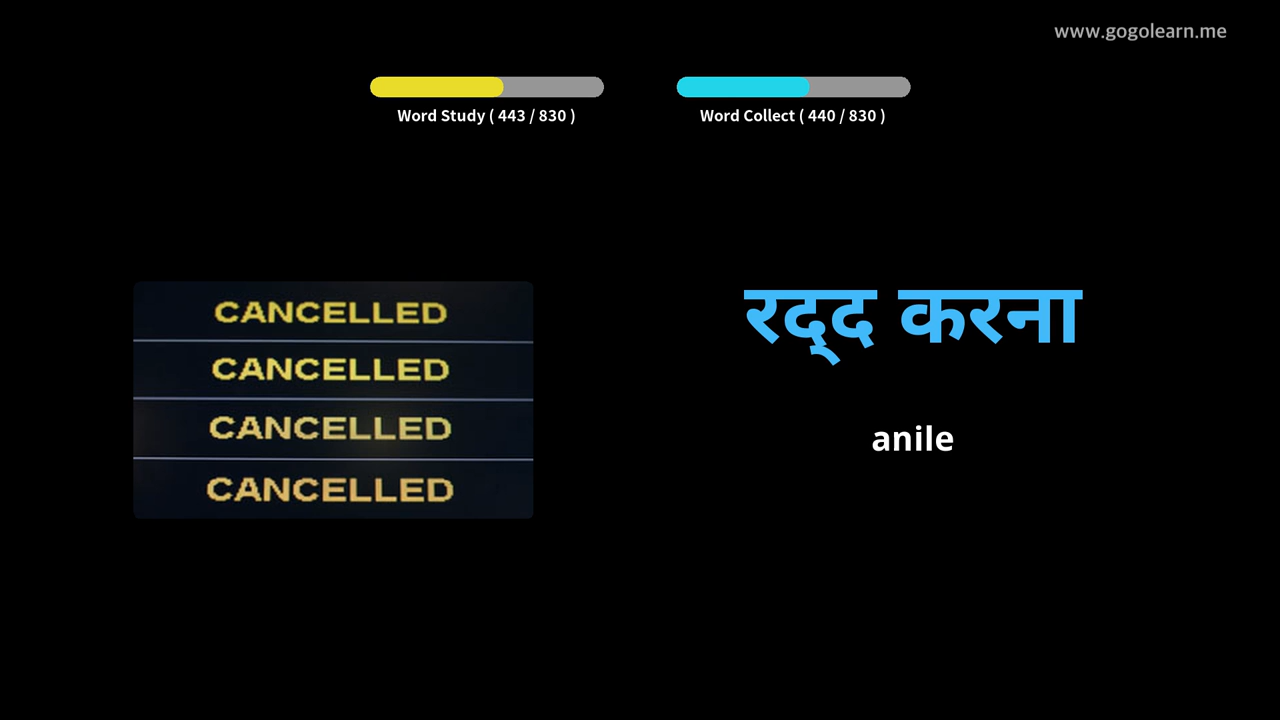 www.gogolearn.me
Word Study ( 443 / 830 )
Word Collect ( 440 / 830 )
CANCELLED
CANCELLED
CANCELLED
CANCELLED
रद्द करना
anile